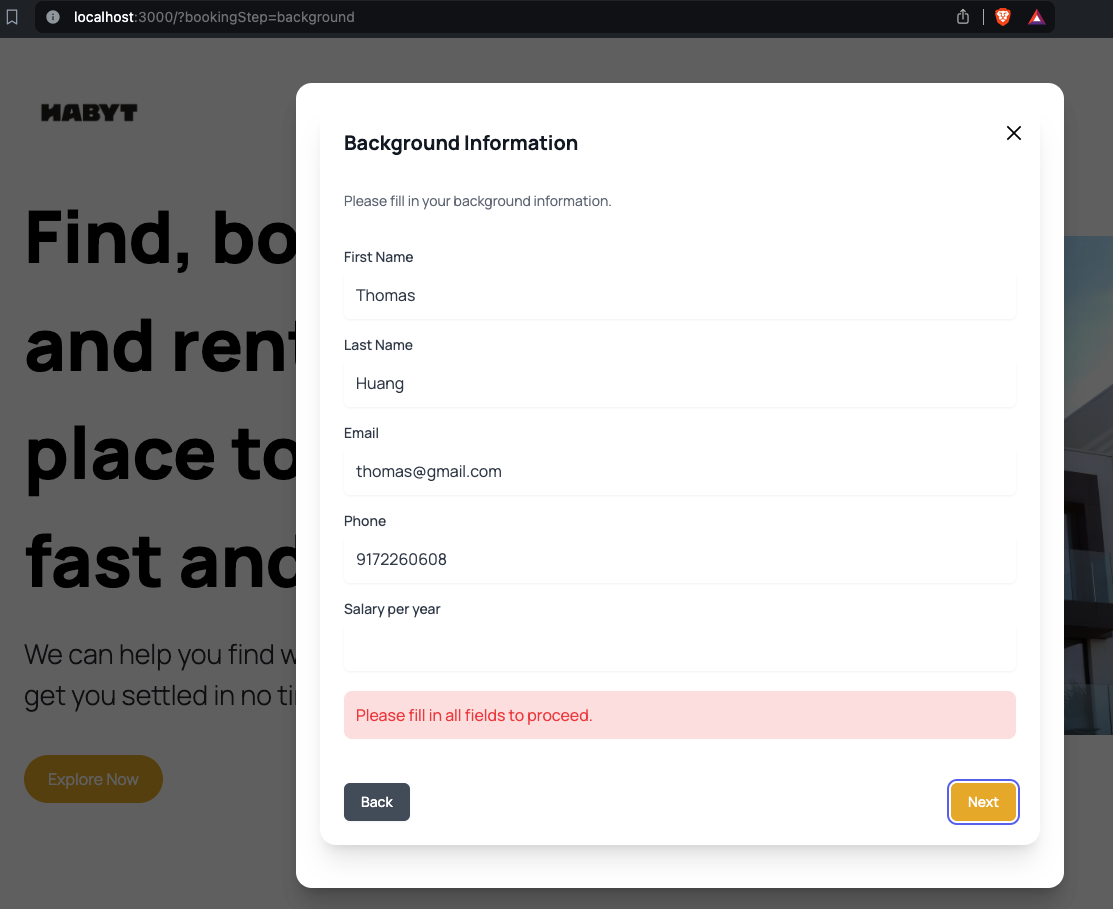 localhost:3000/?bookingStep=background
HABYT
Find, bo
and rent
place to
fast and
We can help you find w
get you settled in no ti
Explore Now
Background Information
Please fill in your background information.
First Name
Thomas
Last Name
Huang
Email
thomas@gmail.com
Phone
9172260608
Salary per year
Please fill in all fields to proceed.
Back
Next